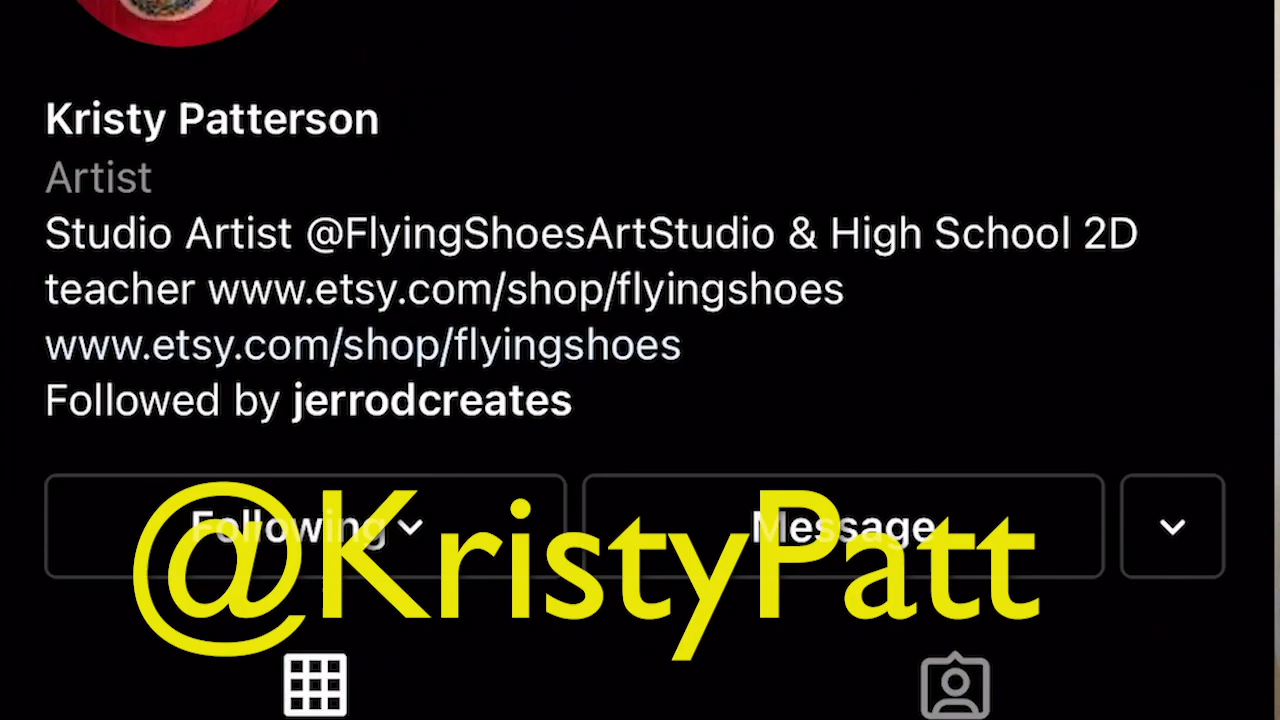 Kristy Patterson
Artist
Studio Artist @FlyingShoesArtStudio & High School 2D
teacher www.etsy.com/shop/flyingshoes
www.etsy.com/shop/flyingshoes
Followed by jerrodcreates
Following Message
@KristyPatt